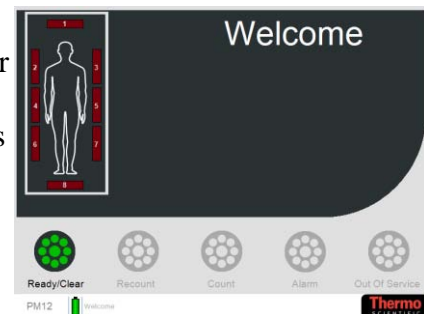 r
s
Welcome
1
2 3
4 5
6 7
8
Ready/Clear Recount Count Alarm Out Of Service
PM12 Welcome
Thermo
SCIENTIFIC